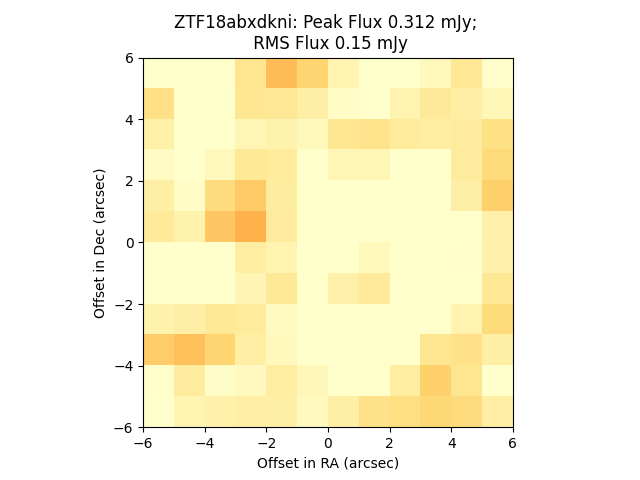 ZTF18abxdkni: Peak Flux 0.312 mJy;
RMS Flux 0.15 mJy
6
4
2
0
−2
−4
−6
Offset in Dec (arcsec)
−6 −4 −2 0 2 4 6
Offset in RA (arcsec)